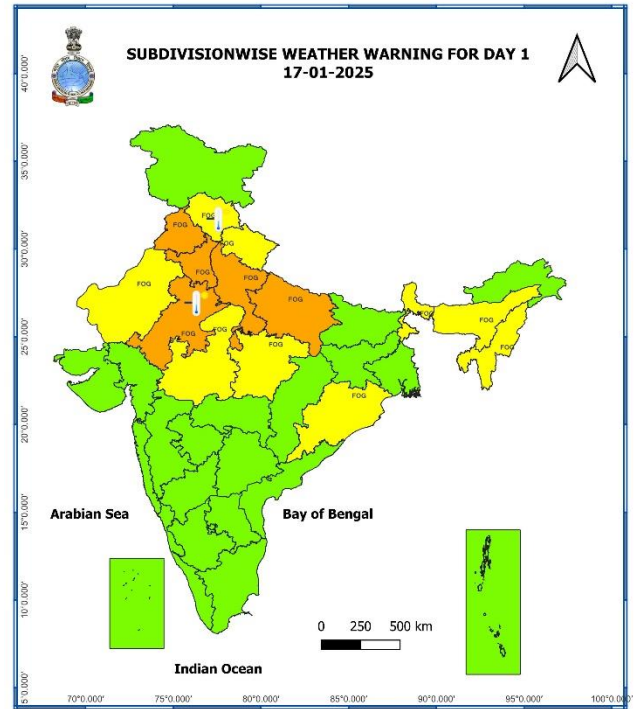 SUBDIVISIONWISE WEATHER WARNING FOR DAY 1
17-01-2025
40°0.000'
35°0.000'
30°0.000'
25°0.000'
20°0.000'
15°0.000'
10°0.000'
5°0.000'
FOG
FOG
FOG
FOG
FOG
FOG
FOG
FOG
FOG
FOG
FOG
FOG
Arabian Sea
Bay of Bengal
0 250 500 km
Indian Ocean
70°0.000' 75°0.000' 80°0.000' 85°0.000' 90°0.000' 95°0.000' 100°0.000'